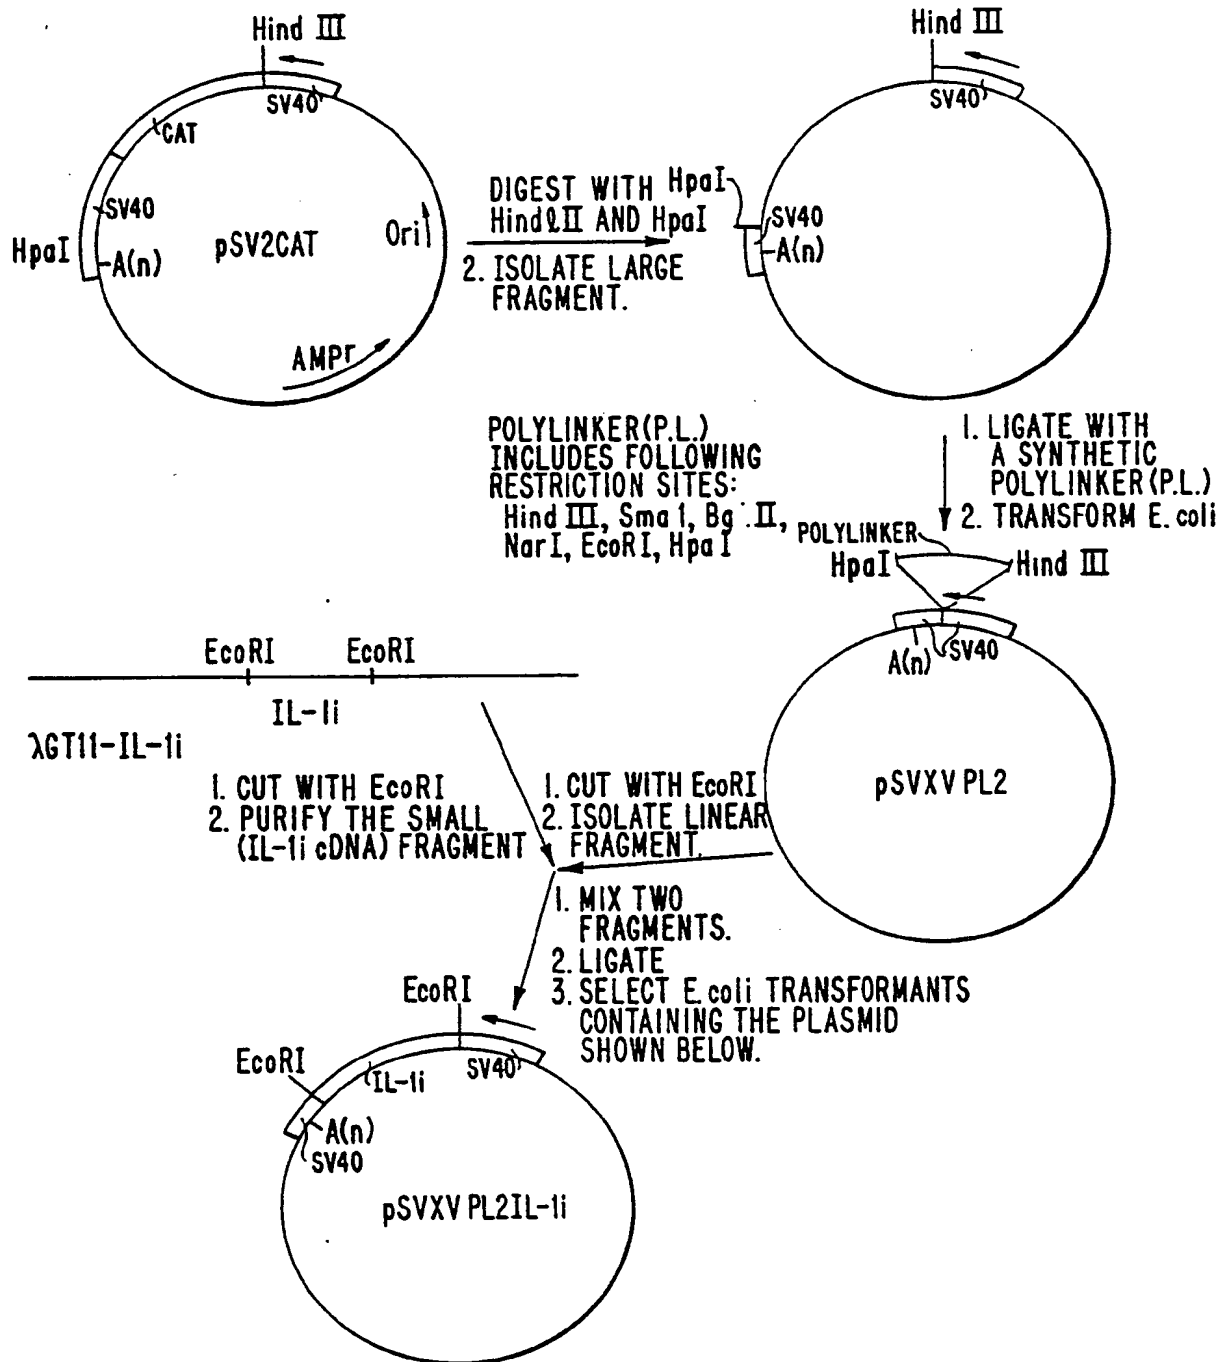 Hind III
SV40
CAT
SV40
HpaI
A(n)
pSV2CAT
Ori
AMPr
DIGEST WITH
HindlII AND HpaI
2. ISOLATE LARGE
FRAGMENT.
Hind III
SV40
HpaI
SV40
A(n)
POLYLINKER(P.L.)
INCLUDES FOLLOWING
RESTRICTION SITES:
Hind III, Sma 1, Bg .II,
NarI, EcoRI, HpaI
1. LIGATE WITH
A SYNTHETIC
POLYLINKER(P.L.)
2. TRANSFORM E. coli
POLYLINKER
HpaI
Hind III
A(n)
SV40
pSVXV PL2
EcoRI
EcoRI
IL-1i
λGT11-IL-1i
1. CUT WITH EcoRI
2. PURIFY THE SMALL
(IL-1i cDNA) FRAGMENT
1. CUT WITH EcoRI
2. ISOLATE LINEAR
FRAGMENT.
1. MIX TWO
FRAGMENTS.
2. LIGATE
3. SELECT E. coli TRANSFORMANTS
CONTAINING THE PLASMID
SHOWN BELOW.
EcoRI
EcoRI
IL-1i
SV40
A(n)
SV40
pSVXV PL2IL-1i